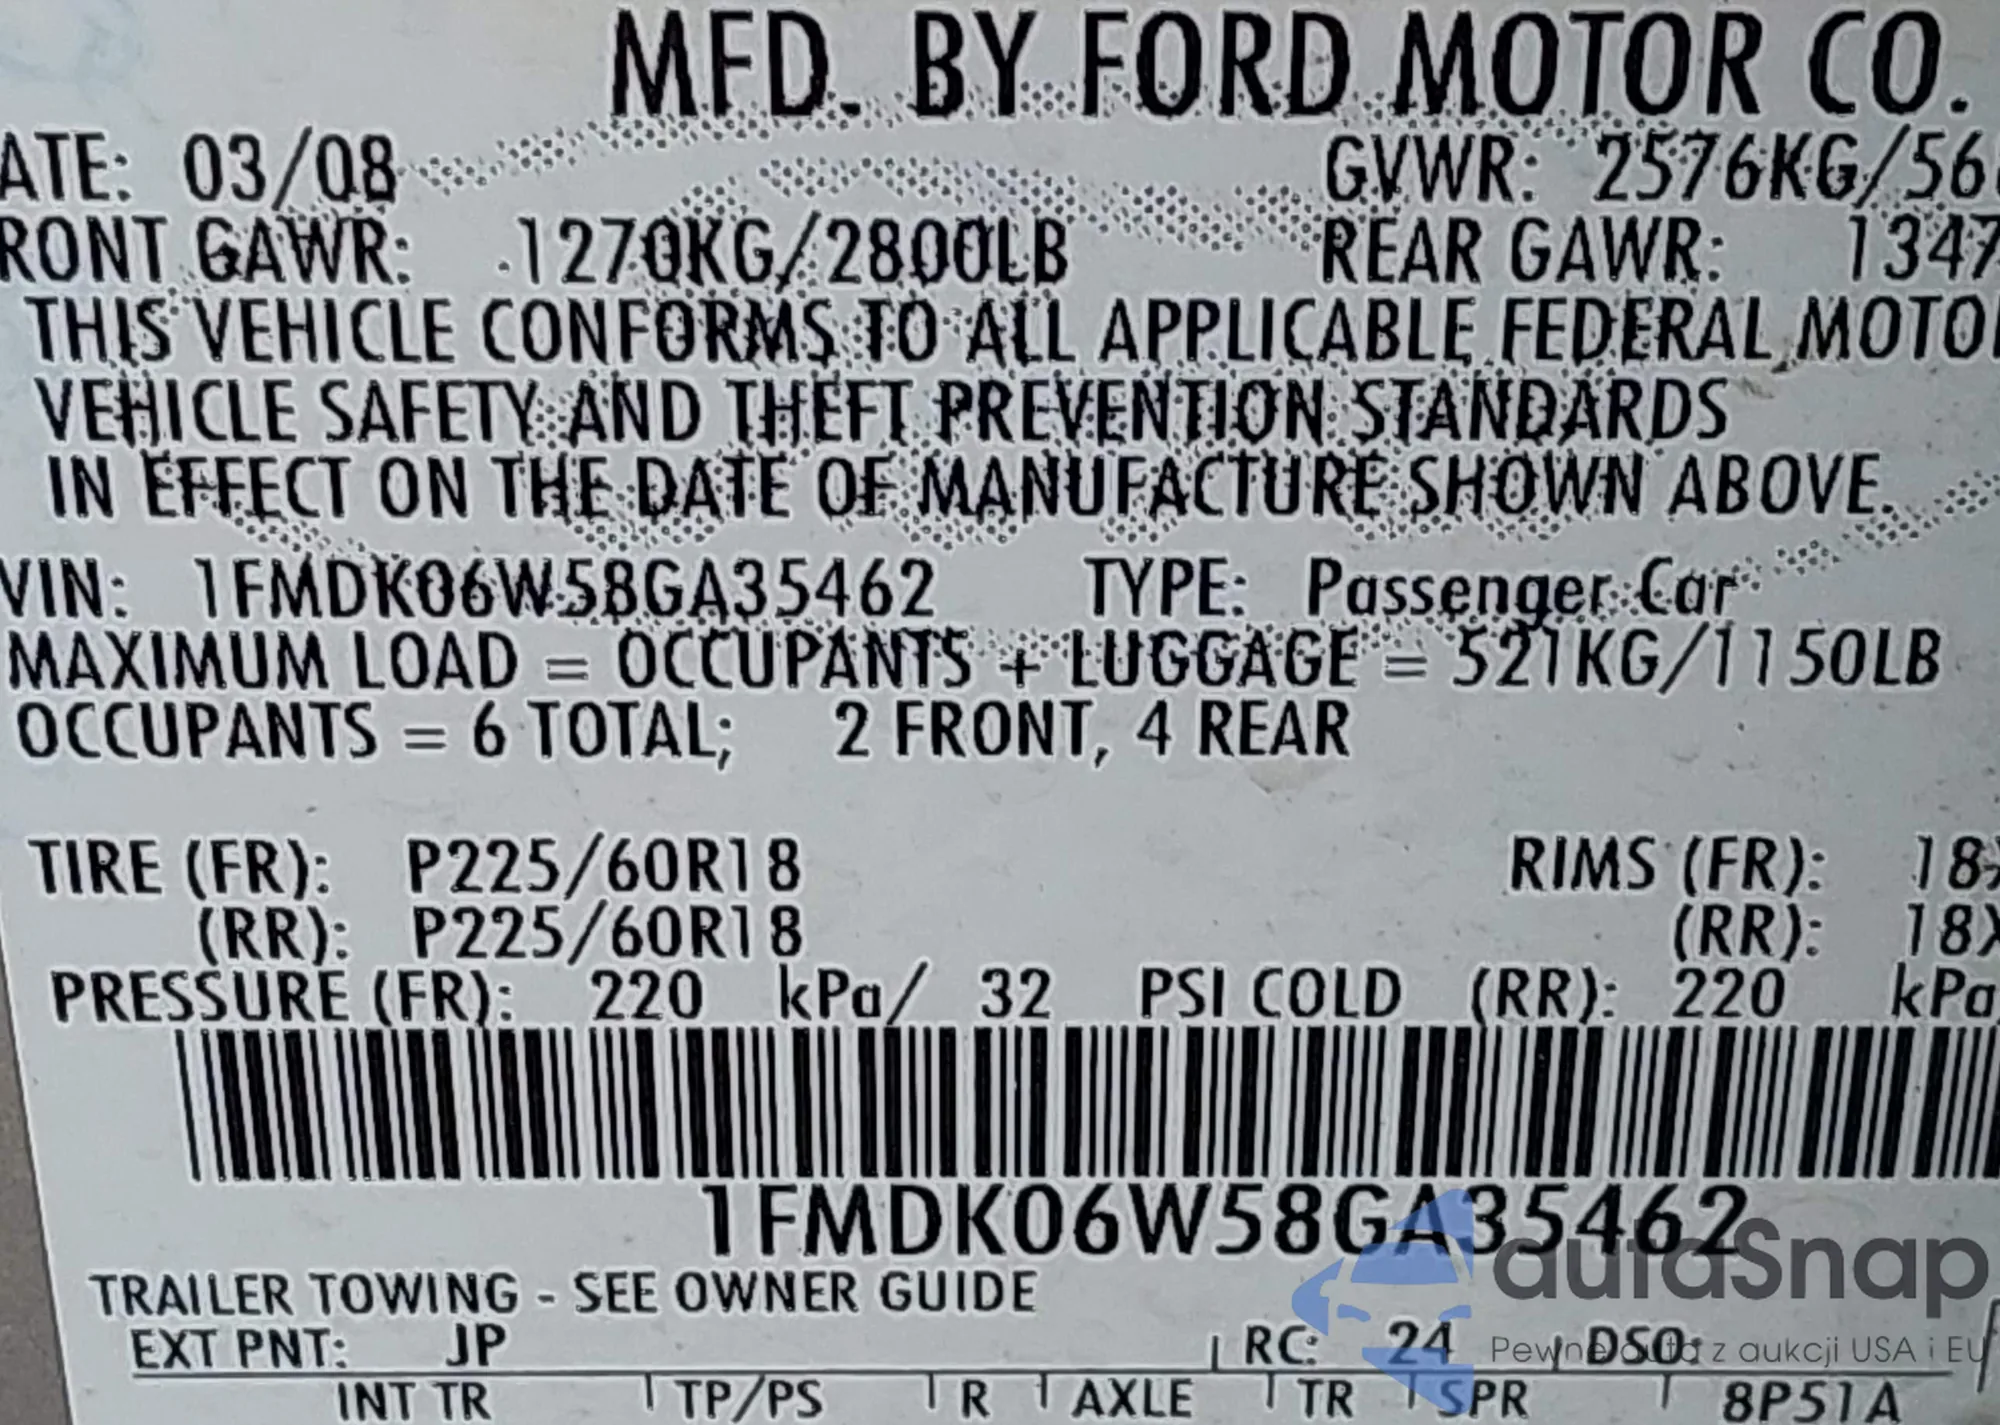 MFD. BY FORD MOTOR CO.
ATE: 03/08 GVWR: 2576KG/56
RONT GAWR: 1270KG/2800LB REAR GAWR: 1347
THIS VEHICLE CONFORMS TO ALL APPLICABLE FEDERAL MOTO
VEHICLE SAFETY AND THEFT PREVENTION STANDARDS
IN EFFECT ON THE DATE OF MANUFACTURE SHOWN ABOVE.
VIN: 1FMDK06W58GA35462 TYPE: Passenger Car
MAXIMUM LOAD = OCCUPANTS + LUGGAGE = 521KG/1150LB
OCCUPANTS = 6 TOTAL; 2 FRONT, 4 REAR
TIRE (FR): P225/60R18 RIMS (FR): 18X
(RR): P225/60R18 (RR): 18X
PRESSURE (FR): 220 kPa/ 32 PSI COLD (RR): 220 kPa
1FMDK06W58GA35462
autaSnap
TRAILER TOWING - SEE OWNER GUIDE
EXT PNT: JP RC: 24 DSO:
Pewne auta z aukcji USA i EU
INT TR TP/PS R AXLE TR SPR 8P51A